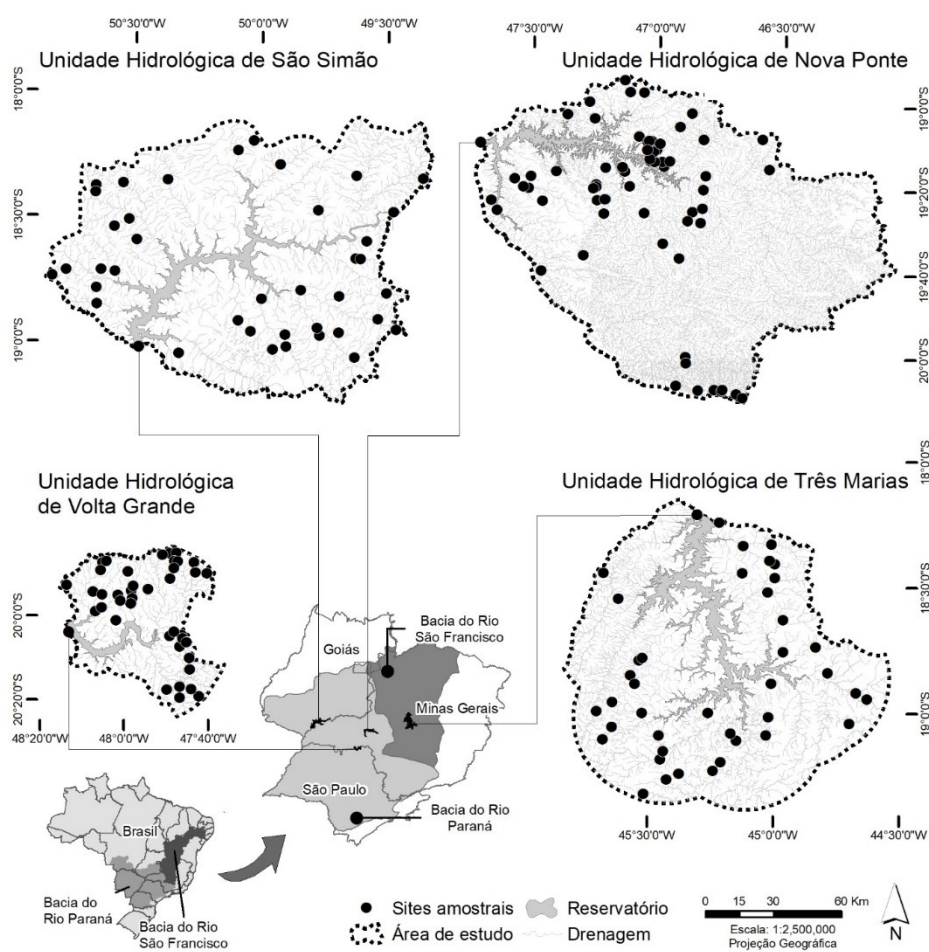 50°30'0"W 50°0'0"W 49°30'0"W
Unidade Hidrológica de São Simão
18°0'0"S
18°30'0"S
19°0'0"S
47°30'0"W 47°0'0"W 46°30'0"W
Unidade Hidrológica de Nova Ponte
19°0'0"S
19°20'0"S
19°40'0"S
20°0'0"S
Unidade Hidrológica
de Volta Grande
20°0'0"S
20°20'0"S
48°20'0"W 48°0'0"W 47°40'0"W
Unidade Hidrológica de Três Marias
18°0'0"S
18°30'0"S
19°0'0"S
45°30'0"W 45°0'0"W 44°30'0"W
Bacia do Rio
São Francisco
Goiás
Minas Gerais
São Paulo
Bacia do Rio
Paraná
Brasil
Bacia do
Rio Paraná
Bacia do Rio
São Francisco
Sites amostrais
Área de estudo
Reservatório
Drenagem
0 15 30 60 Km
Escala: 1:2,500,000
Projeção Geográfica
N